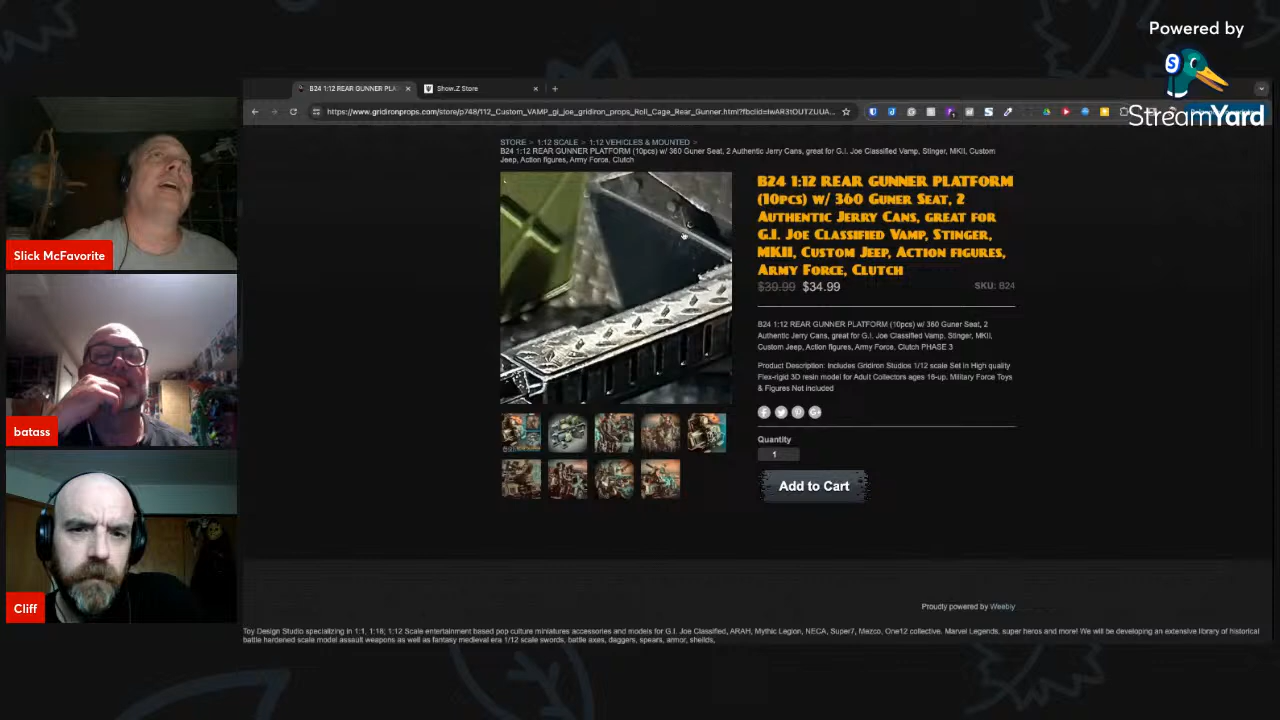 Powered by
StreamYard
B24 1:12 REAR GUNNER PLA
Show.Z Store
https://www.gridironprops.com/store/p748/112_Custom_VAMP_gi_joe_gridiron_props_Roll_Cage_Rear_Gunner.html?fbclid=IwAR3tOUTZUUA...
STORE > 1:12 SCALE > 1:12 VEHICLES & MOUNTED >
B24 1:12 REAR GUNNER PLATFORM (10pcs) w/ 360 Guner Seat, 2 Authentic Jerry Cans, great for G.I. Joe Classified Vamp, Stinger, MKII, Custom
Jeep, Action figures, Army Force, Clutch
B24 1:12 REAR GUNNER PLATFORM
(10PCS) W/ 360 GUNER SEAT, 2
AUTHENTIC JERRY CANS, GREAT FOR
G.I. JOE CLASSIFIED VAMP, STINGER,
MKII, CUSTOM JEEP, ACTION FIGURES,
ARMY FORCE, CLUTCH
$39.99 $34.99
SKU: B24
B24 1:12 REAR GUNNER PLATFORM (10pcs) w/ 360 Guner Seat, 2
Authentic Jerry Cans, great for G.I. Joe Classified Vamp, Stinger, MKII,
Custom Jeep, Action figures, Army Force, Clutch PHASE 3
Product Description: Includes Gridiron Studios 1/12 scale Set in High quality
Flex-rigid 3D resin model for Adult Collectors ages 16-up. Military Force Toys
& Figures Not included
Quantity
1
Add to Cart
Proudly powered by Weebly
Toy Design Studio specializing in 1:1, 1:18; 1:12 Scale entertainment based pop culture miniatures accessories and models for G.I. Joe Classified, ARAH, Mythic Legion, NECA, Super7, Mezco, One12 collective. Marvel Legends. super heros and more! We will be developing an extensive library of historical
battle hardened scale model assault weapons as well as fantasy medieval era 1/12 scale swords, battle axes, daggers, spears, armor, sheilds,
Slick McFavorite
batass
Cliff